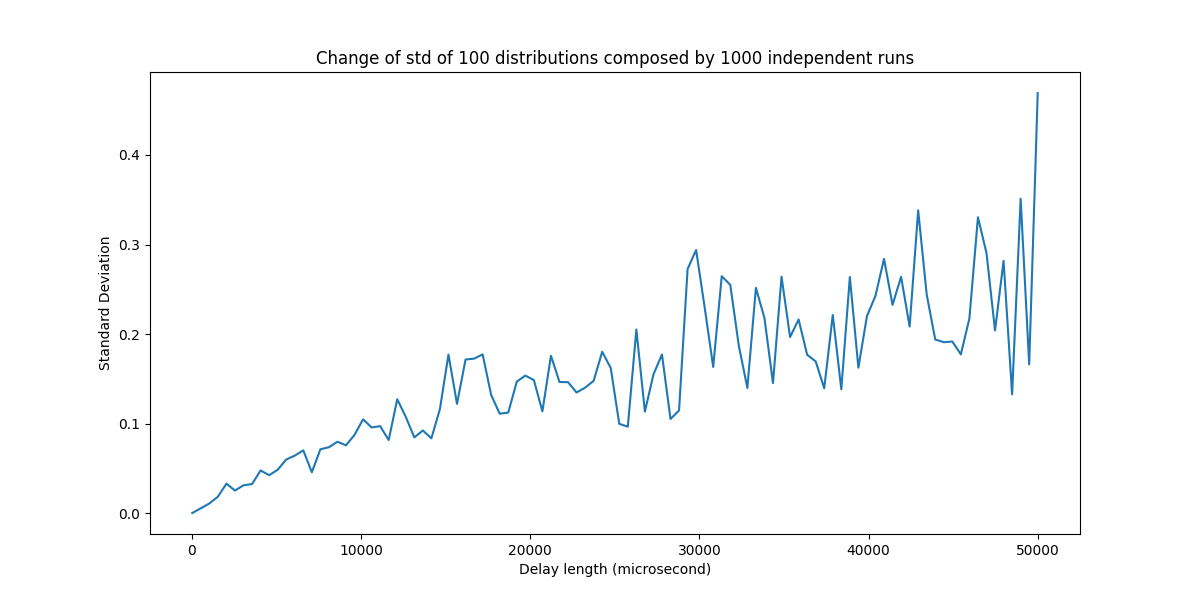 Change of std of 100 distributions composed by 1000 independent runs
0.4
0.3
0.2
0.1
0.0
Standard Deviation
0 10000 20000 30000 40000 50000
Delay length (microsecond)